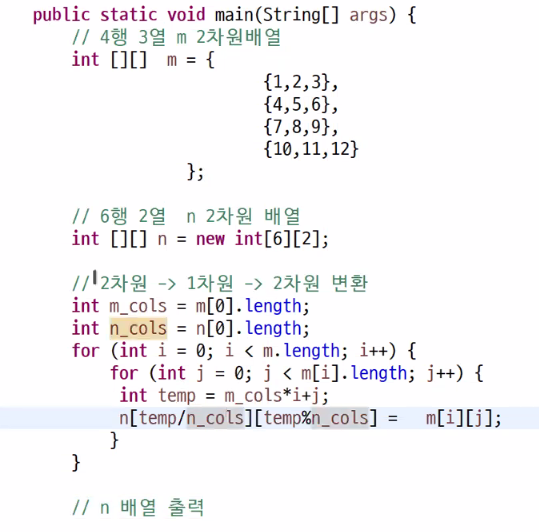 public static void main(String[] args) {
// 4행 3열 m 2차원배열
int [][] m = {
{1,2,3},
{4,5,6},
{7,8,9},
{10,11,12}
};
// 6행 2열 n 2차원 배열
int [][] n = new int[6][2];
// 2차원 -> 1차원 -> 2차원 변환
int m_cols = m[0].length;
int n_cols = n[0].length;
for (int i = 0; i < m.length; i++) {
for (int j = 0; j < m[i].length; j++) {
int temp = m_cols*i+j;
n[temp/n_cols][temp%n_cols] = m[i][j];
}
}
// n 배열 출력